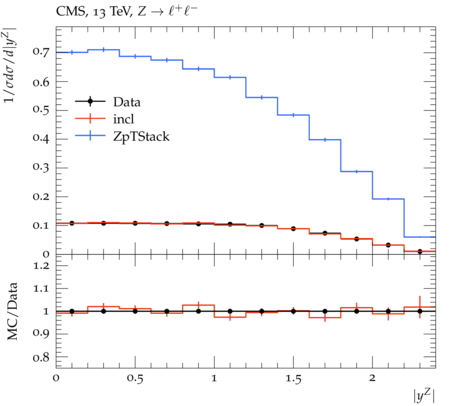 CMS, 13 TeV, Z → ℓ⁺ℓ⁻
1/σdσ/d|y^Z|
0.7
0.6
0.5
0.4
0.3
0.2
0.1
0
Data
incl
ZpTStack
MC/Data
1.2
1.1
1
0.9
0.8
0 0.5 1 1.5 2
|y^Z|